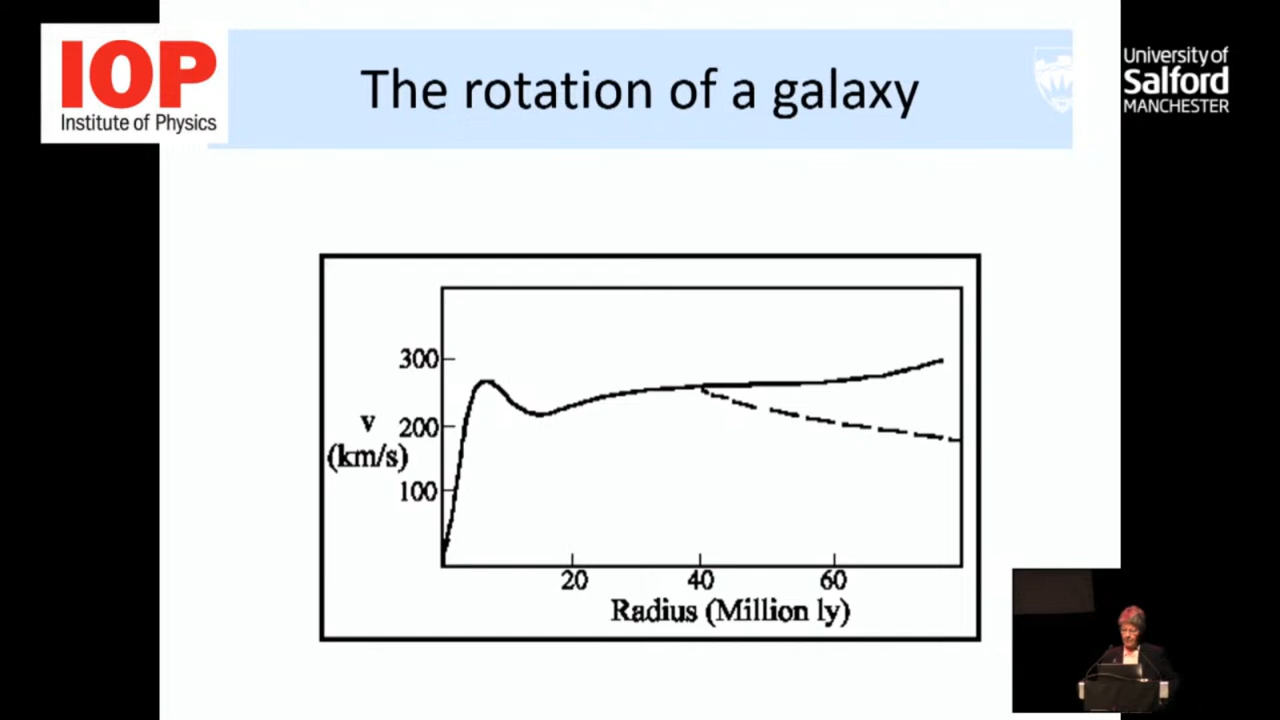 IOP
Institute of Physics
The rotation of a galaxy
University of
Salford
MANCHESTER
300
v 200
(km/s)
100
20 40 60
Radius (Million ly)